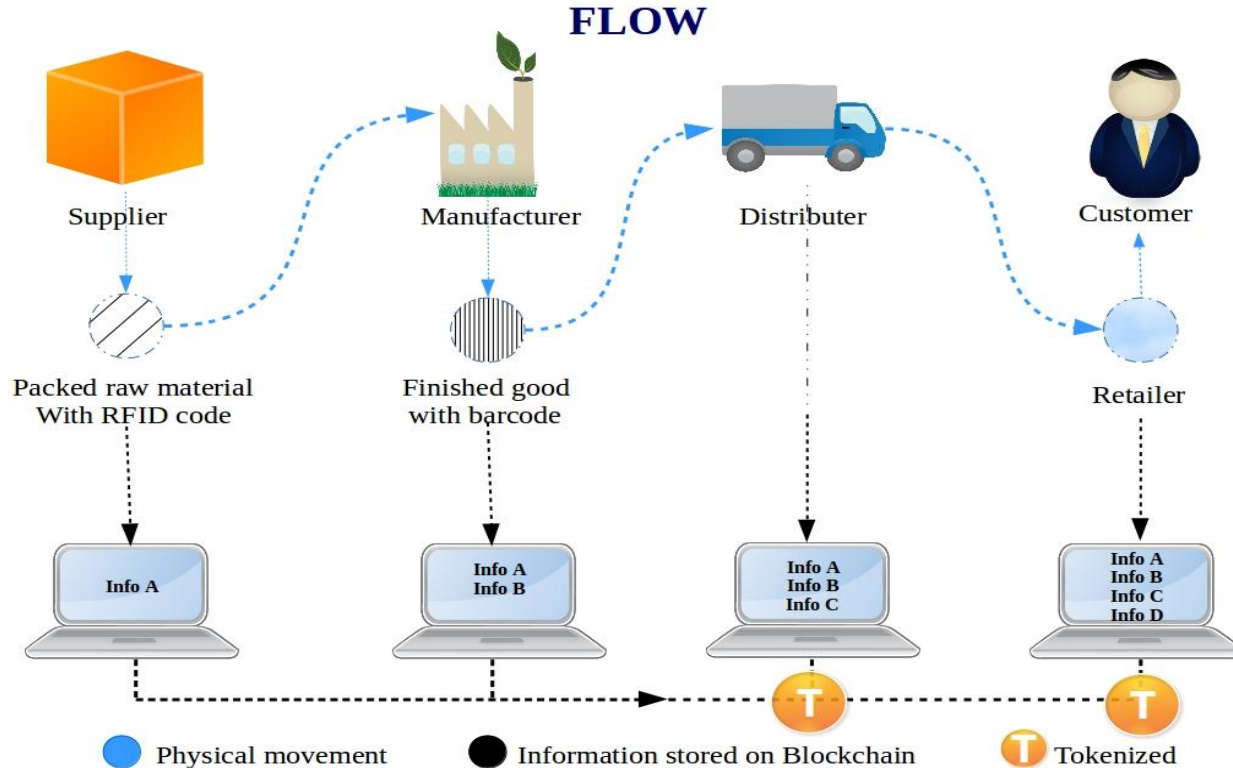 FLOW
Supplier
Manufacturer
Distributer
Customer
Packed raw material
With RFID code
Finished good
with barcode
Retailer
Info A
Info A
Info B
Info A
Info B
Info C
Info A
Info B
Info C
Info D
T
T
Physical movement
Information stored on Blockchain
T Tokenized